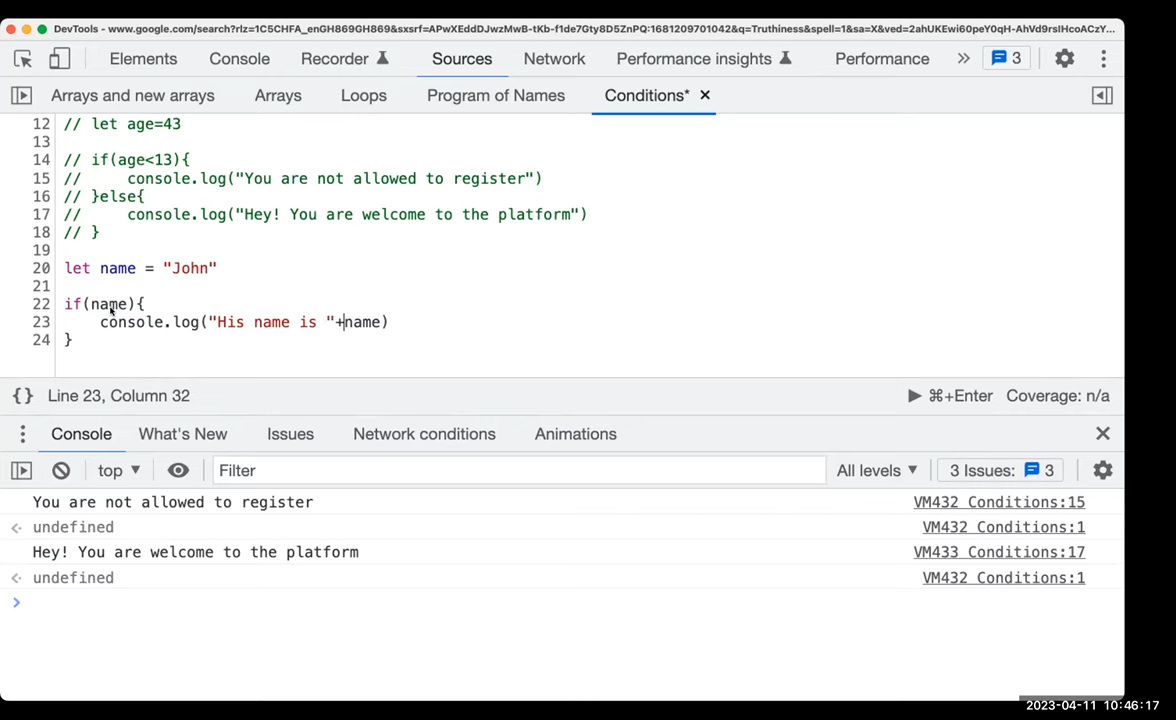 DevTools - www.google.com/search?rlz=1C5CHFA_enGH869GH869&sxsrf=APwXEddDJwzMwB-tKb-f1de7Gty8D5ZnPQ:1681209701042&q=Truthiness&spell=1&sa=X&ved=2ahUKEwi60peY0qH-AhVd9rsIHcoACzY...
Elements Console Recorder Sources Network Performance insights Performance » 3
Arrays and new arrays Arrays Loops Program of Names Conditions* ×
12 // let age=43
13
14 // if(age<13){
15 //     console.log("You are not allowed to register")
16 // }else{
17 //     console.log("Hey! You are welcome to the platform")
18 // }
19
20 let name = "John"
21
22 if(name){
23     console.log("His name is "+name)
24 }
{} Line 23, Column 32 ⌘+Enter Coverage: n/a
Console What's New Issues Network conditions Animations
top ▼ Filter All levels ▼ 3 Issues: 3
You are not allowed to register VM432 Conditions:15
undefined VM432 Conditions:1
Hey! You are welcome to the platform VM433 Conditions:17
undefined VM432 Conditions:1
>
2023-04-11 10:46:17